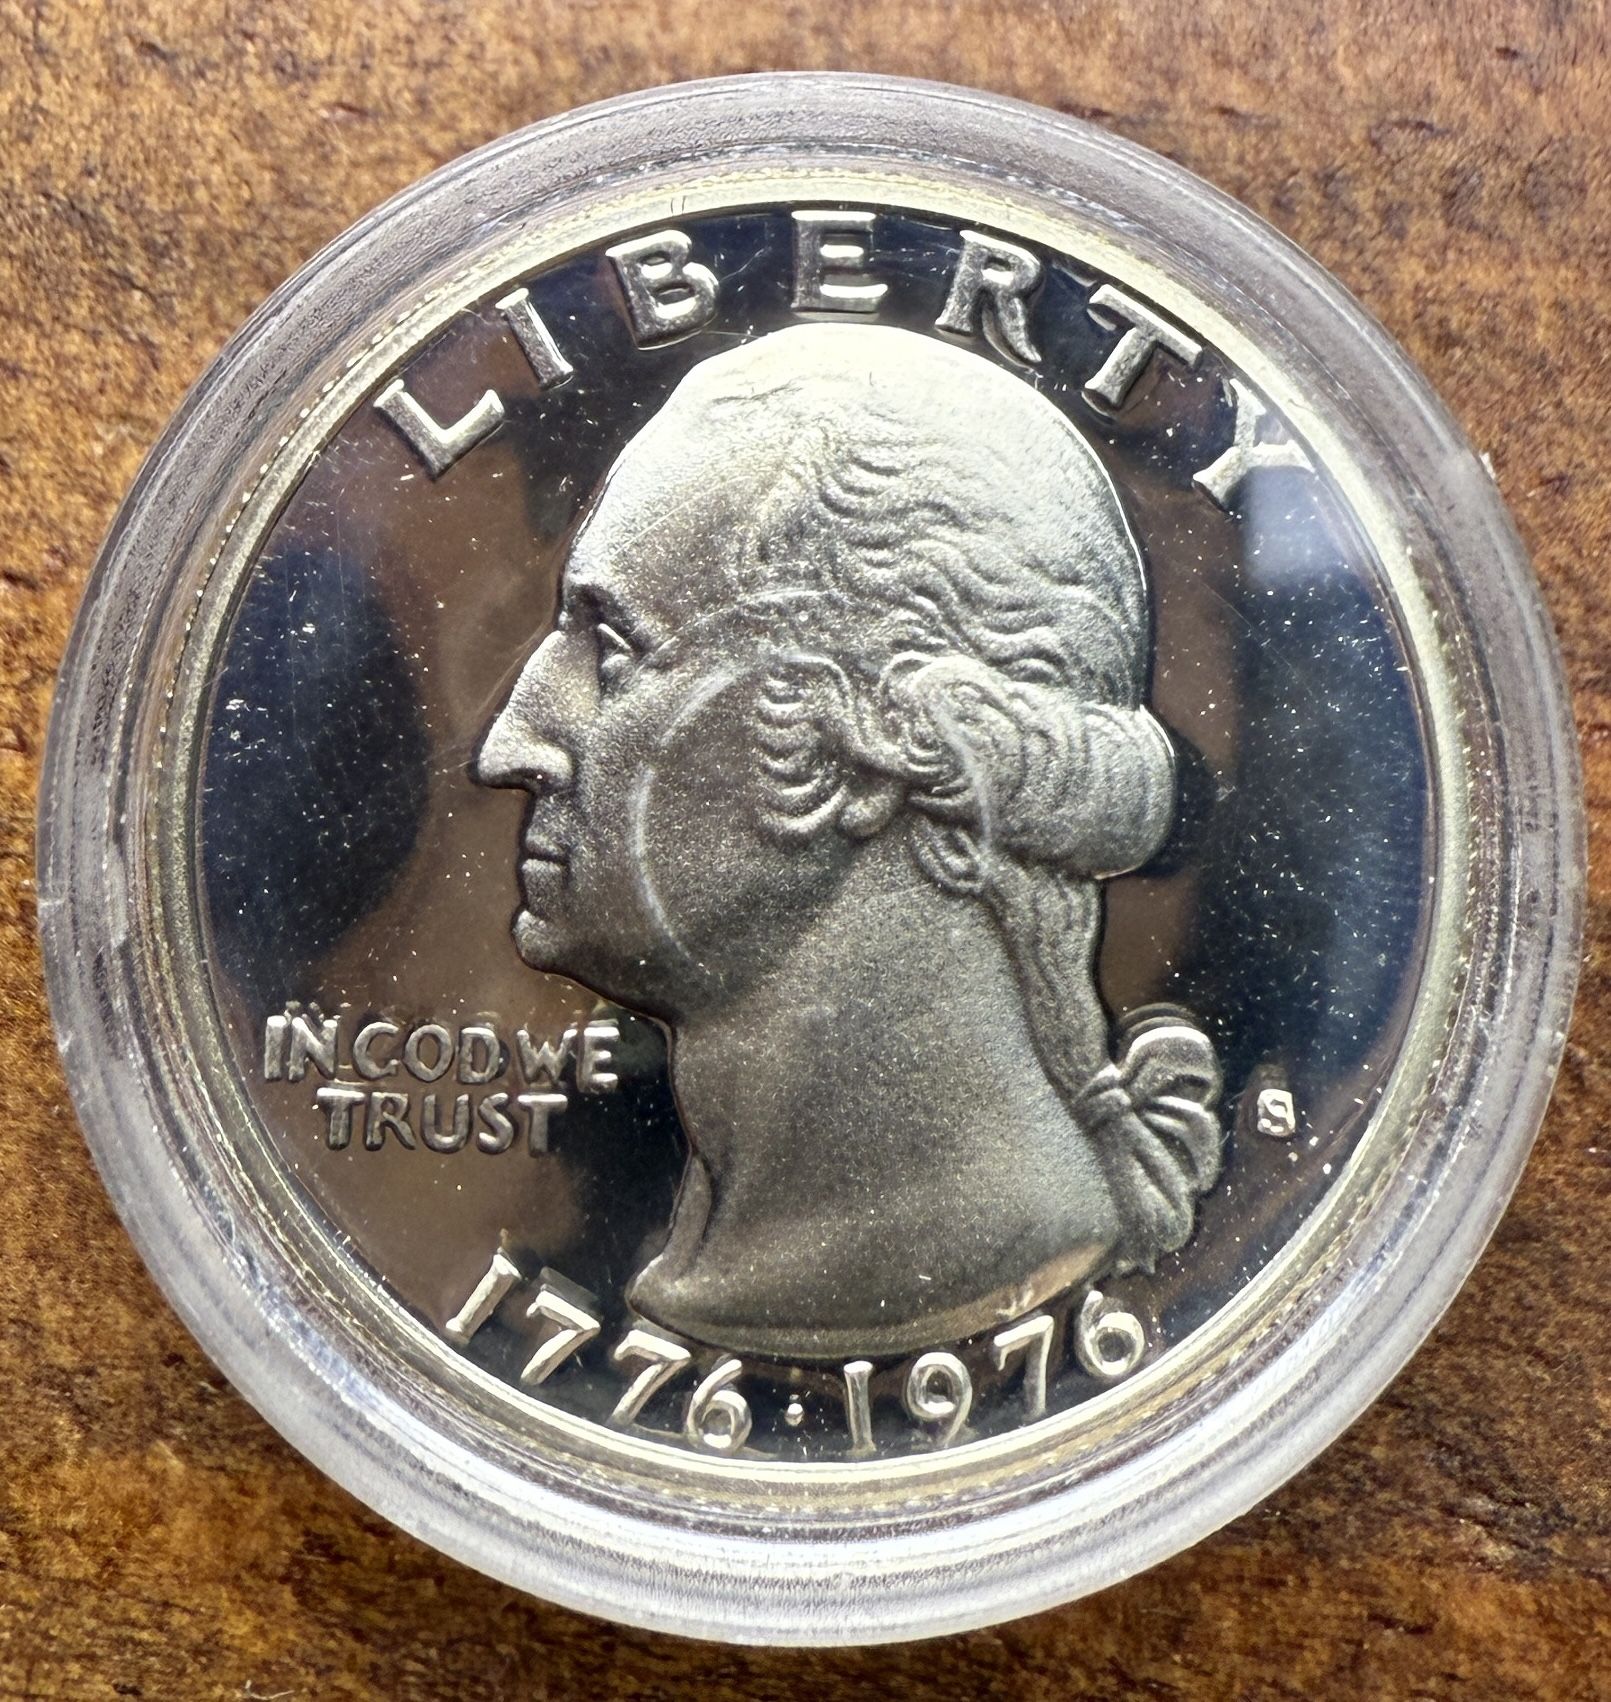 LIBERTY
IN GOD WE
TRUST
S
1776·1976